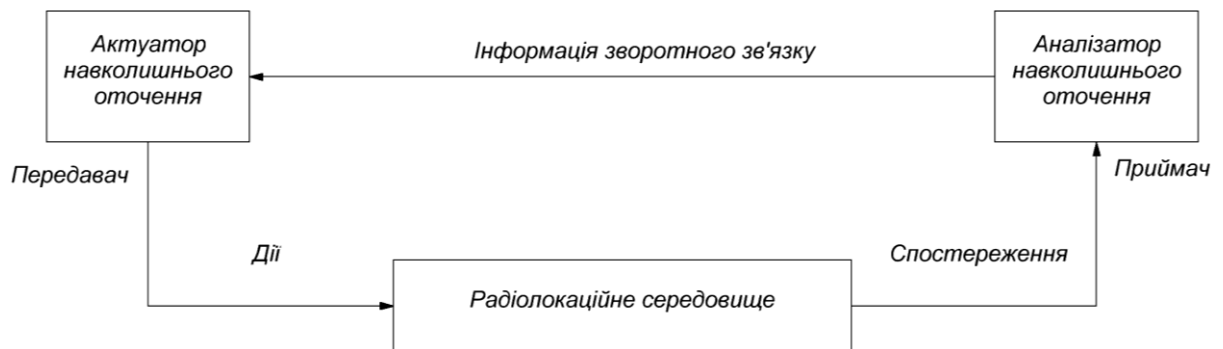 Актуатор
навколишнього
оточення
Інформація зворотного зв'язку
Аналізатор
навколишнього
оточення
Передавач
Приймач
Дії
Спостереження
Радіолокаційне середовище